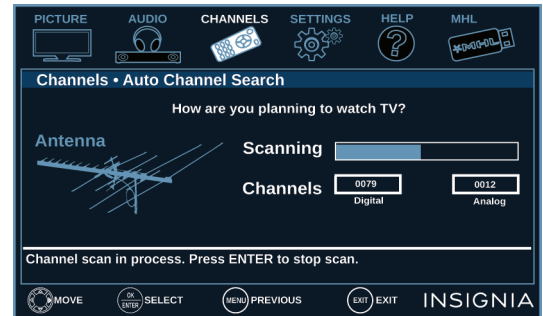 PICTURE AUDIO CHANNELS SETTINGS HELP MHL
?
MHL
Channels • Auto Channel Search
How are you planning to watch TV?
Antenna
Scanning
Channels 0079 0012
Digital Analog
Channel scan in process. Press ENTER to stop scan.
MOVE OK ENTER SELECT MENU PREVIOUS EXIT EXIT INSIGNIA